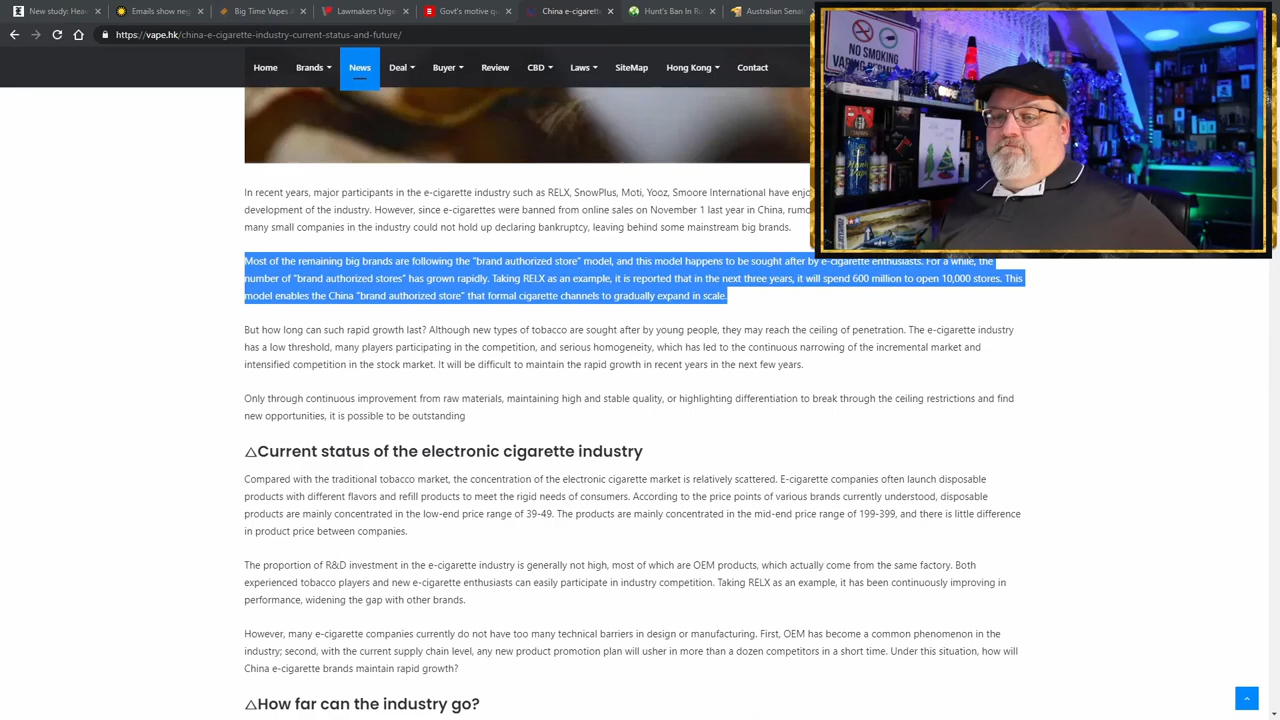 New study: Hea
Emails show rev
Big Time Vapes
Lawmakers Urge
Govt's motive o
China e-cigarett
Hunt's Ban In Ra
Australian Senat
https://vape.hk/china-e-cigarette-industry-current-status-and-future/
Home Brands News Deal Buyer Review CBD Laws SiteMap Hong Kong Contact
NO SMOKING
In recent years, major participants in the e-cigarette industry such as RELX, SnowPlus, Moti, Yooz, Smoore International have enjo
development of the industry. However, since e-cigarettes were banned from online sales on November 1 last year in China, rumo
many small companies in the industry could not hold up declaring bankruptcy, leaving behind some mainstream big brands.
Most of the remaining big brands are following the "brand authorized store" model, and this model happens to be sought after by e-cigarette enthusiasts. For a while, the
number of "brand authorized stores" has grown rapidly. Taking RELX as an example, it is reported that in the next three years, it will spend 600 million to open 10,000 stores. This
model enables the China "brand authorized store" that formal cigarette channels to gradually expand in scale.
But how long can such rapid growth last? Although new types of tobacco are sought after by young people, they may reach the ceiling of penetration. The e-cigarette industry
has a low threshold, many players participating in the competition, and serious homogeneity, which has led to the continuous narrowing of the incremental market and
intensified competition in the stock market. It will be difficult to maintain the rapid growth in recent years in the next few years.
Only through continuous improvement from raw materials, maintaining high and stable quality, or highlighting differentiation to break through the ceiling restrictions and find
new opportunities, it is possible to be outstanding
△Current status of the electronic cigarette industry
Compared with the traditional tobacco market, the concentration of the electronic cigarette market is relatively scattered. E-cigarette companies often launch disposable
products with different flavors and refill products to meet the rigid needs of consumers. According to the price points of various brands currently understood, disposable
products are mainly concentrated in the low-end price range of 39-49. The products are mainly concentrated in the mid-end price range of 199-399, and there is little difference
in product price between companies.
The proportion of R&D investment in the e-cigarette industry is generally not high, most of which are OEM products, which actually come from the same factory. Both
experienced tobacco players and new e-cigarette enthusiasts can easily participate in industry competition. Taking RELX as an example, it has been continuously improving in
performance, widening the gap with other brands.
However, many e-cigarette companies currently do not have too many technical barriers in design or manufacturing. First, OEM has become a common phenomenon in the
industry; second, with the current supply chain level, any new product promotion plan will usher in more than a dozen competitors in a short time. Under this situation, how will
China e-cigarette brands maintain rapid growth?
△How far can the industry go?